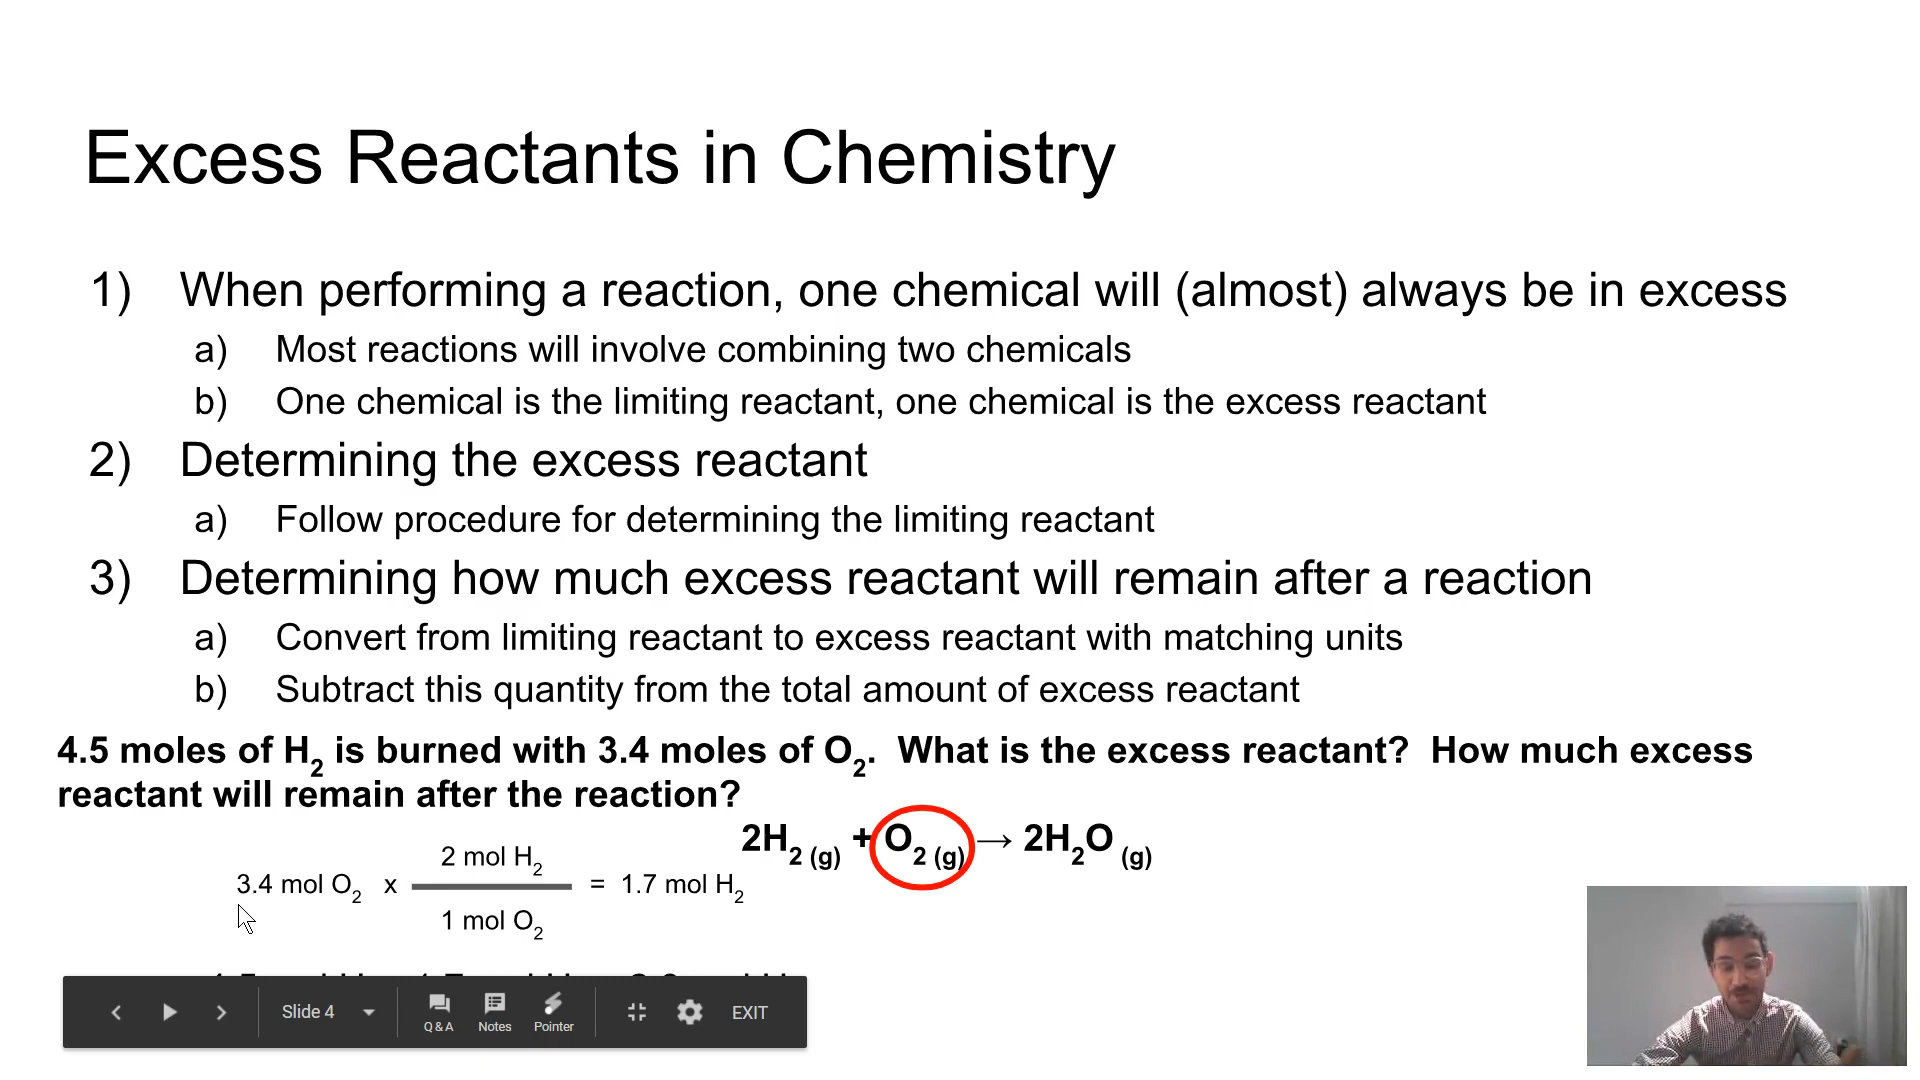 Excess Reactants in Chemistry
1) When performing a reaction, one chemical will (almost) always be in excess
a) Most reactions will involve combining two chemicals
b) One chemical is the limiting reactant, one chemical is the excess reactant
2) Determining the excess reactant
a) Follow procedure for determining the limiting reactant
3) Determining how much excess reactant will remain after a reaction
a) Convert from limiting reactant to excess reactant with matching units
b) Subtract this quantity from the total amount of excess reactant
4.5 moles of H₂ is burned with 3.4 moles of O₂. What is the excess reactant? How much excess
reactant will remain after the reaction?
2H₂ (g) + O₂ (g) → 2H₂O (g)
2 mol H₂
3.4 mol O₂ x = 1.7 mol H₂
1 mol O₂
Slide 4 Q & A Notes Pointer EXIT